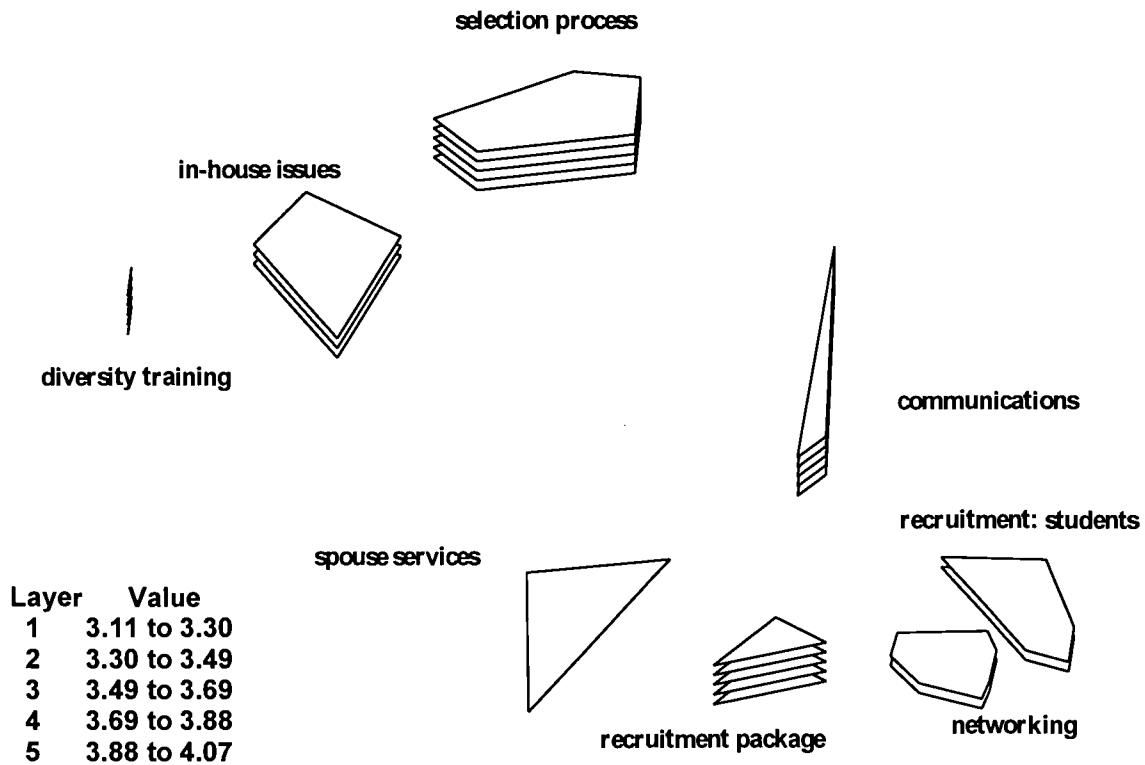 selection process
in-house issues
diversity training
communications
recruitment: students
spouse services
networking
recruitment package
Layer Value
1 3.11 to 3.30
2 3.30 to 3.49
3 3.49 to 3.69
4 3.69 to 3.88
5 3.88 to 4.07